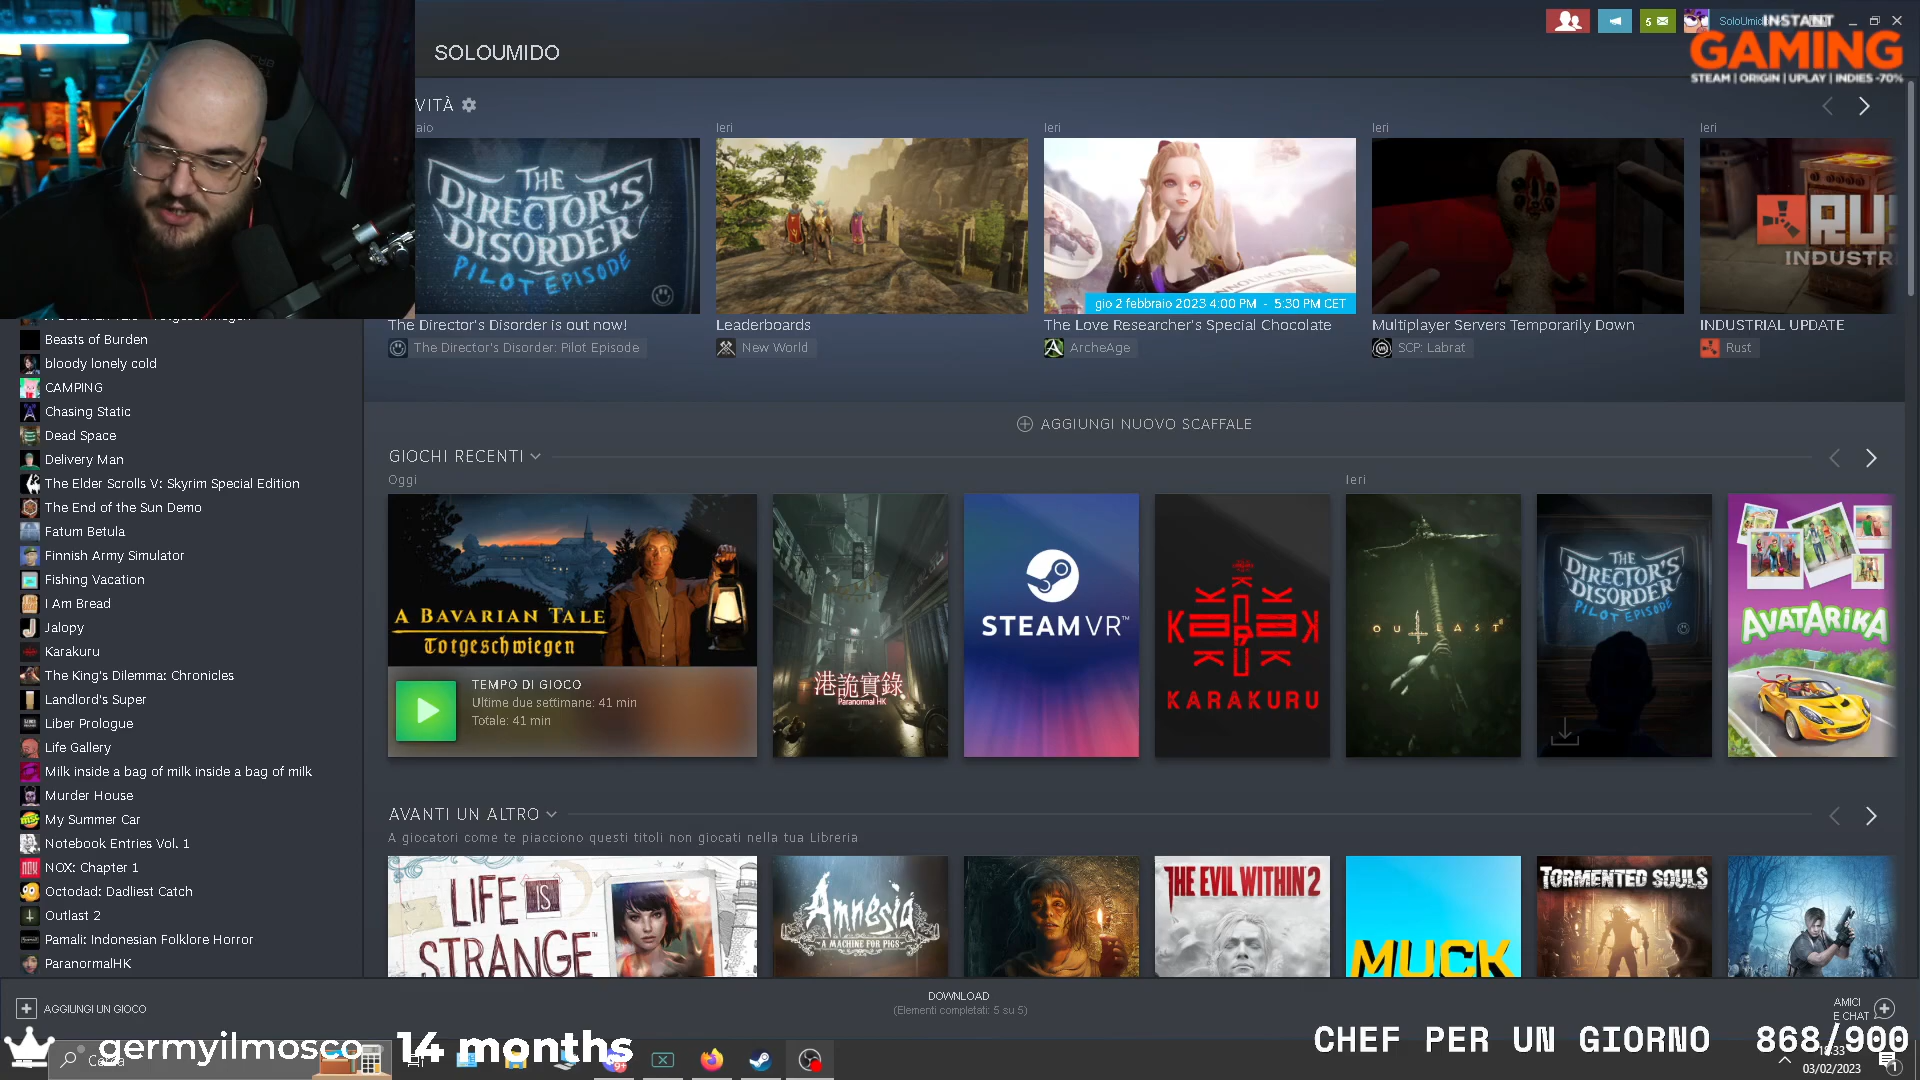 SOLOUMIDO
5
INSTANT
GAMING
STEAM | ORIGIN | UPLAY | INDIES -70%
VITÀ
aio
Ieri
Ieri
Ieri
Ieri
THE
DIRECTOR'S
DISORDER
PILOT EPISODE
ANNOUNCEMENT
gio 2 febbraio 2023 4:00 PM - 5:30 PM CET
INDUSTR
The Director's Disorder is out now!
Leaderboards
The Love Researcher's Special Chocolate
Multiplayer Servers Temporarily Down
INDUSTRIAL UPDATE
The Director's Disorder: Pilot Episode
New World
ArcheAge
SCP: Labrat
Rust
Beasts of Burden
bloody lonely cold
CAMPING
Chasing Static
Dead Space
Delivery Man
The Elder Scrolls V: Skyrim Special Edition
The End of the Sun Demo
Fatum Betula
Finnish Army Simulator
Fishing Vacation
I Am Bread
Jalopy
Karakuru
The King's Dilemma: Chronicles
Landlord's Super
Liber Prologue
Life Gallery
Milk inside a bag of milk inside a bag of milk
Murder House
My Summer Car
Notebook Entries Vol. 1
NOX: Chapter 1
Octodad: Dadliest Catch
Outlast 2
Pamali: Indonesian Folklore Horror
ParanormalHK
AGGIUNGI NUOVO SCAFFALE
GIOCHI RECENTI
Oggi
Ieri
A BAVARIAN TALE
Totgeschwiegen
TEMPO DI GIOCO
Ultime due settimane: 41 min
Totale: 41 min
港詭實錄
Paranormal HK
STEAMVR™
KARAKURU
OUTLAST
THE
DIRECTOR'S
DISORDER
PILOT EPISODE
AVATARIKA
AVANTI UN ALTRO
A giocatori come te piacciono questi titoli non giocati nella tua Libreria
LIFE IS
STRANGE
Amnesia
A MACHINE FOR PIGS
THE EVIL WITHIN 2
MUCK
TORMENTED SOULS
AGGIUNGI UN GIOCO
DOWNLOAD
(Elementi completati: 5 su 5)
AMICI
E CHAT
germyilmosco 14 months
CHEF PER UN GIORNO 868/900
9+
18:33
03/02/2023
1